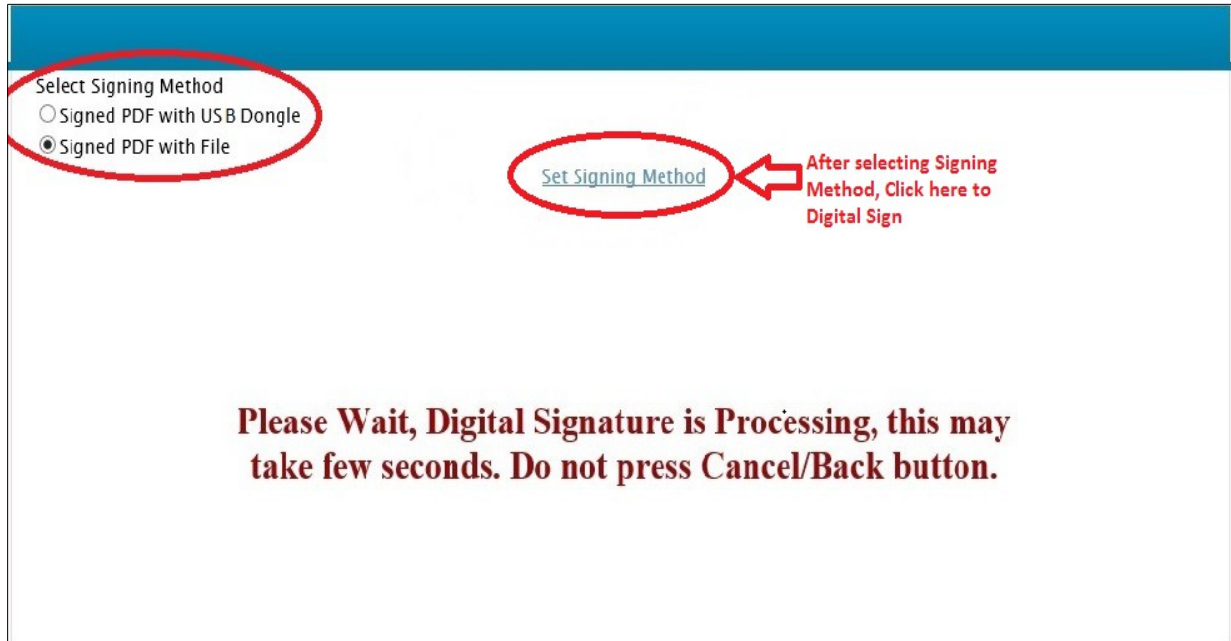 Select Signing Method
Signed PDF with USB Dongle
Signed PDF with File
Set Signing Method
After selecting Signing
Method, Click here to
Digital Sign
Please Wait, Digital Signature is Processing, this may
take few seconds. Do not press Cancel/Back button.